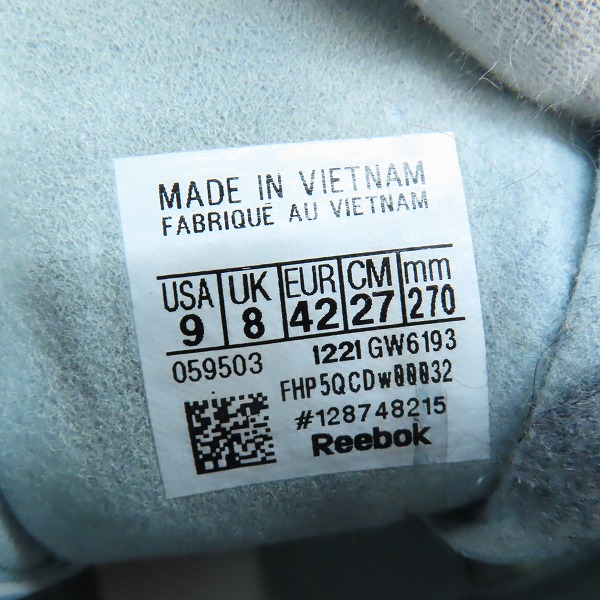 MADE IN VIETNAM
FABRIQUÉ AU VIETNAM
USA UK EUR CM mm
9 8 42 27 270
059503 1221 GW6193
FHP5QCDW00032
#128748215
Reebok